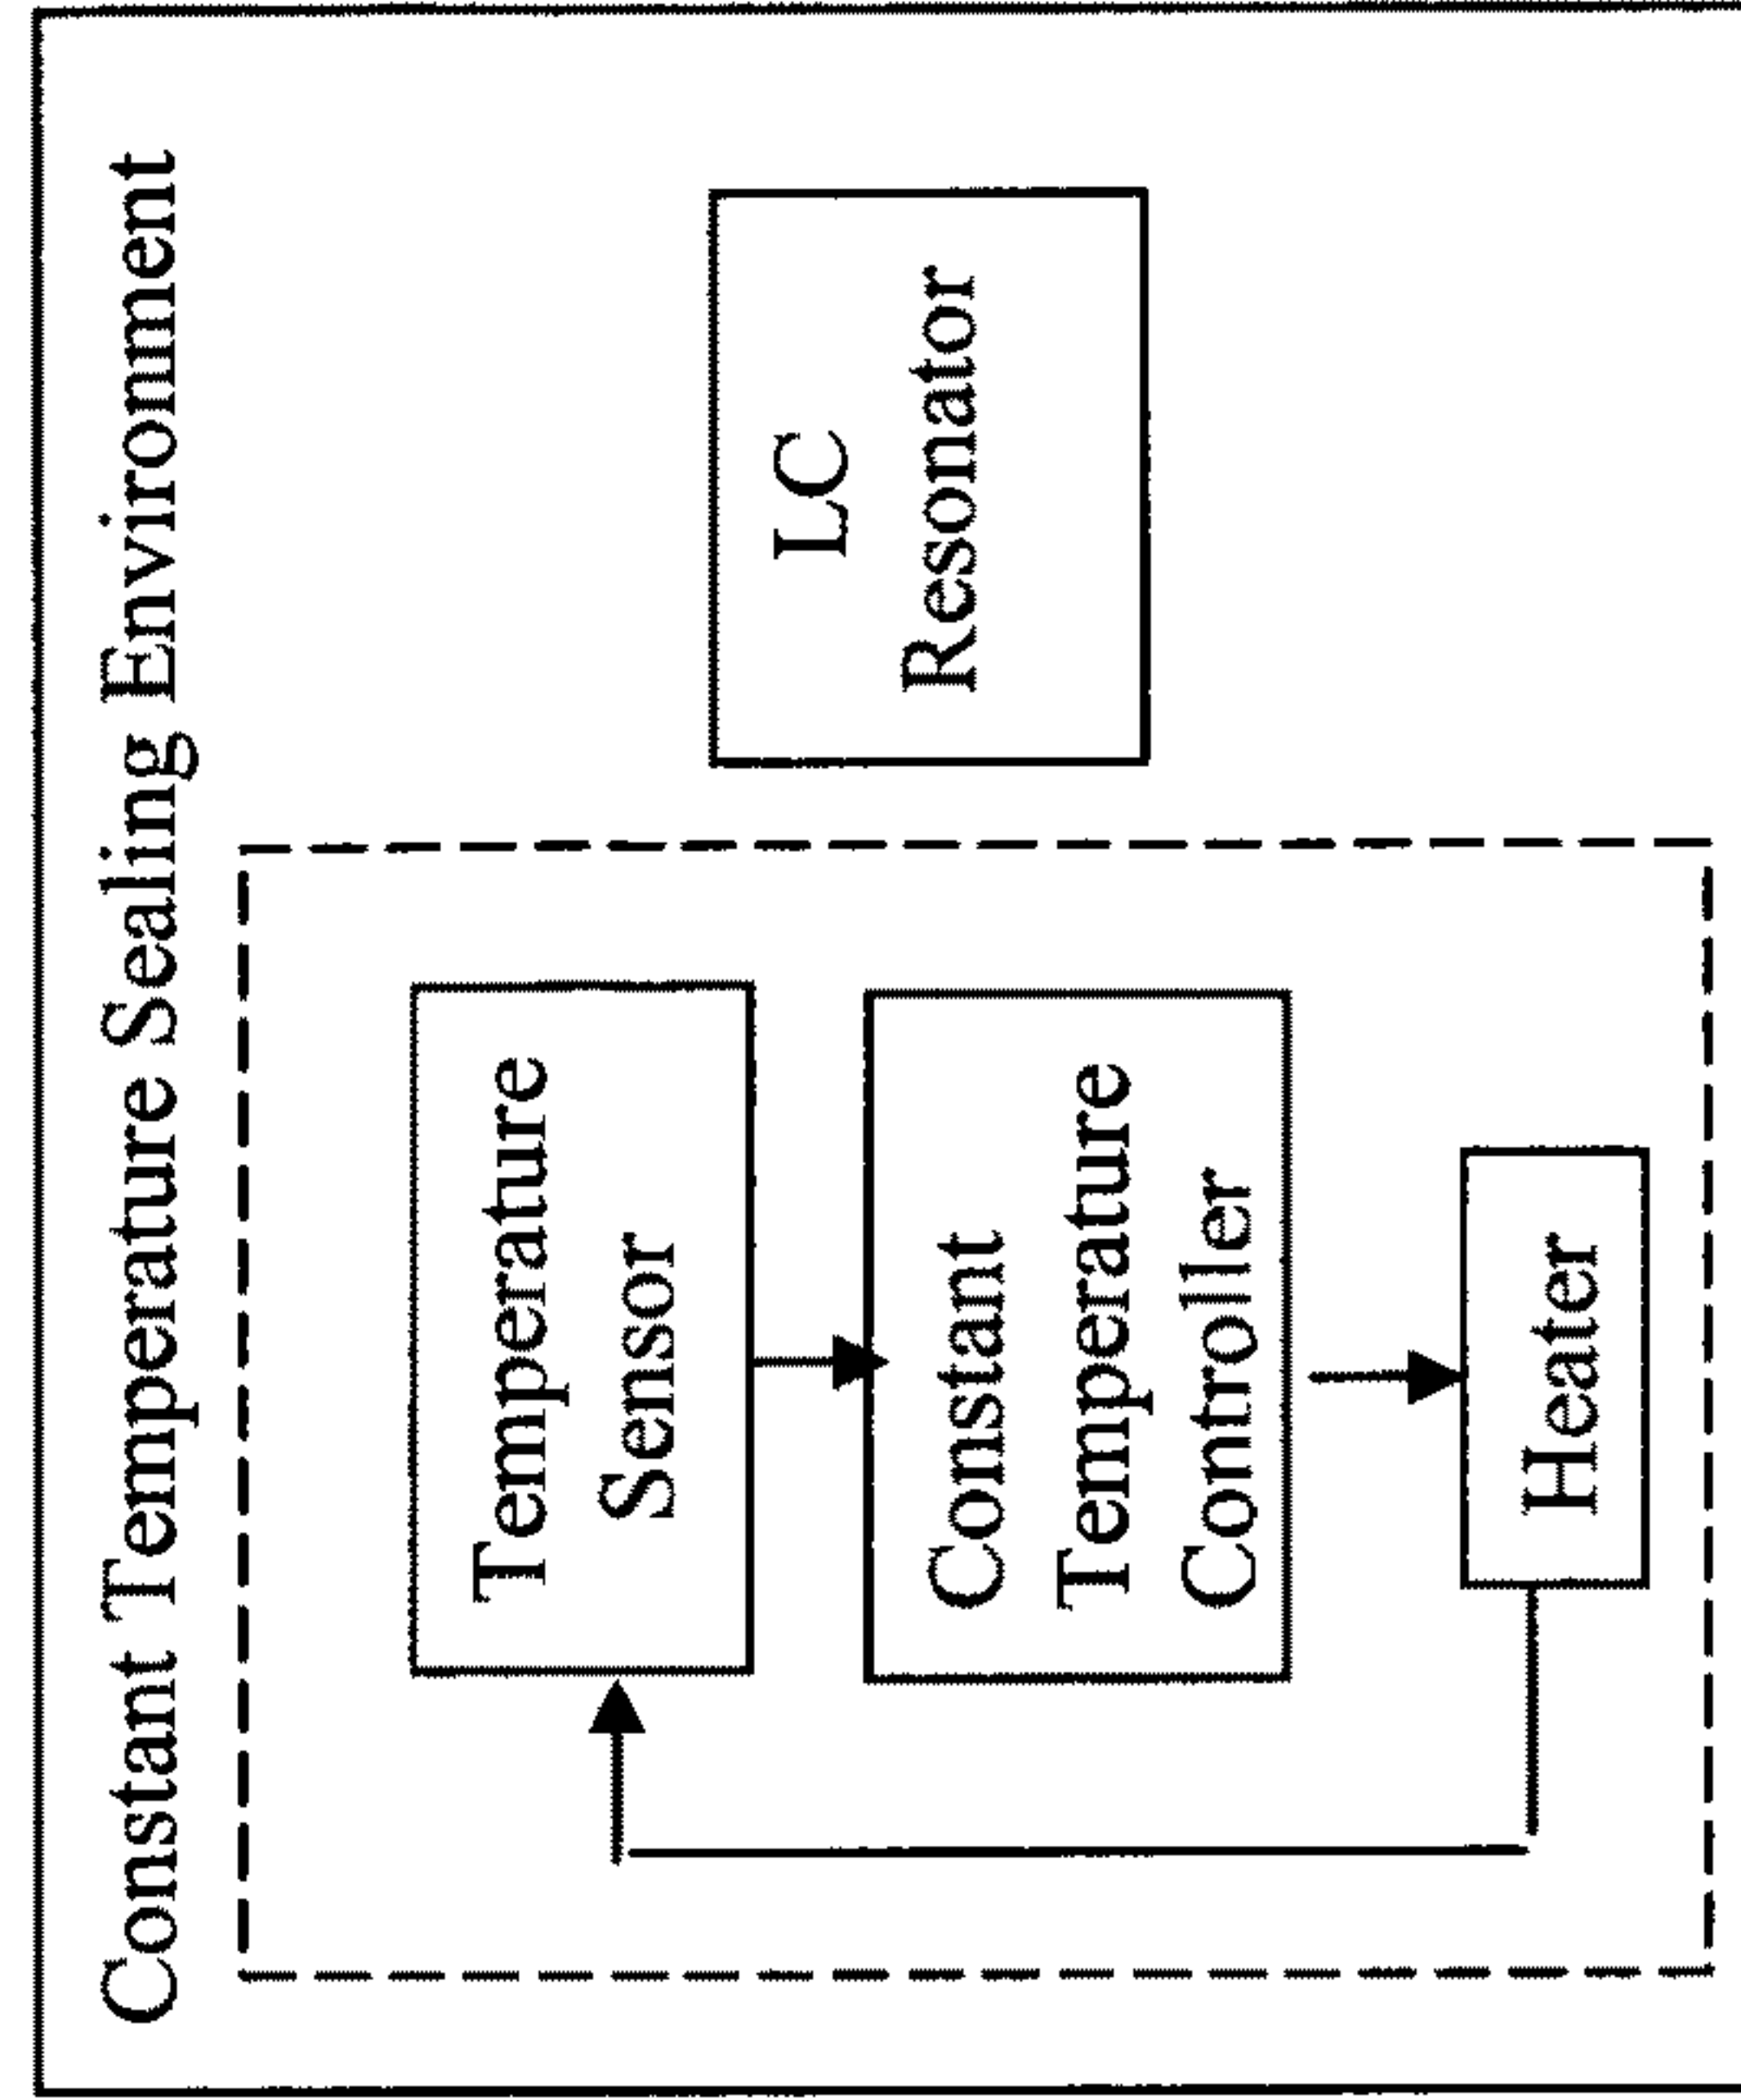 Constant Temperature Sealing Environment
Temperature
Sensor
Constant
Temperature
Controller
Heater
LC
Resonator